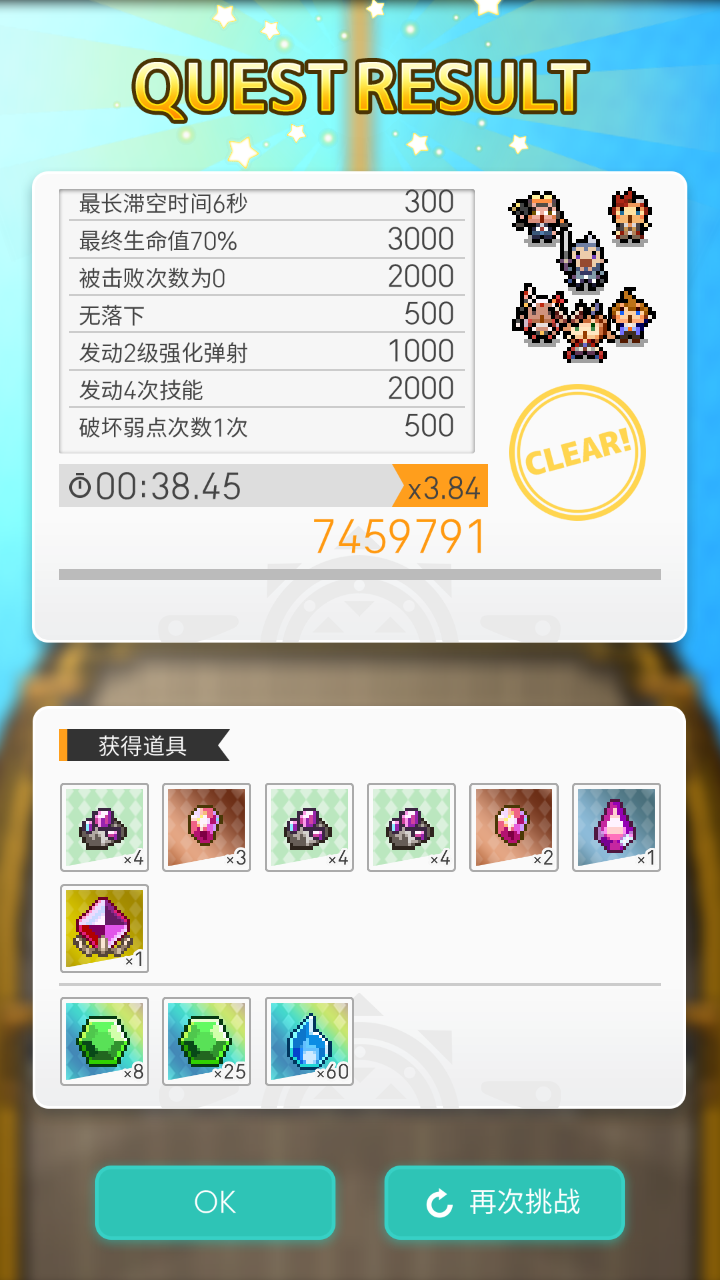 QUEST RESULT
最长滞空时间6秒 300
最终生命值70% 3000
被击败次数为0 2000
无落下 500
发动2级强化弹射 1000
发动4次技能 2000
破坏弱点次数1次 500
CLEAR!
00:38.45 x3.84
7459791
获得道具
×4 ×3 ×4 ×4 ×2 ×1
×1
×8 ×25 ×60
OK 再次挑战